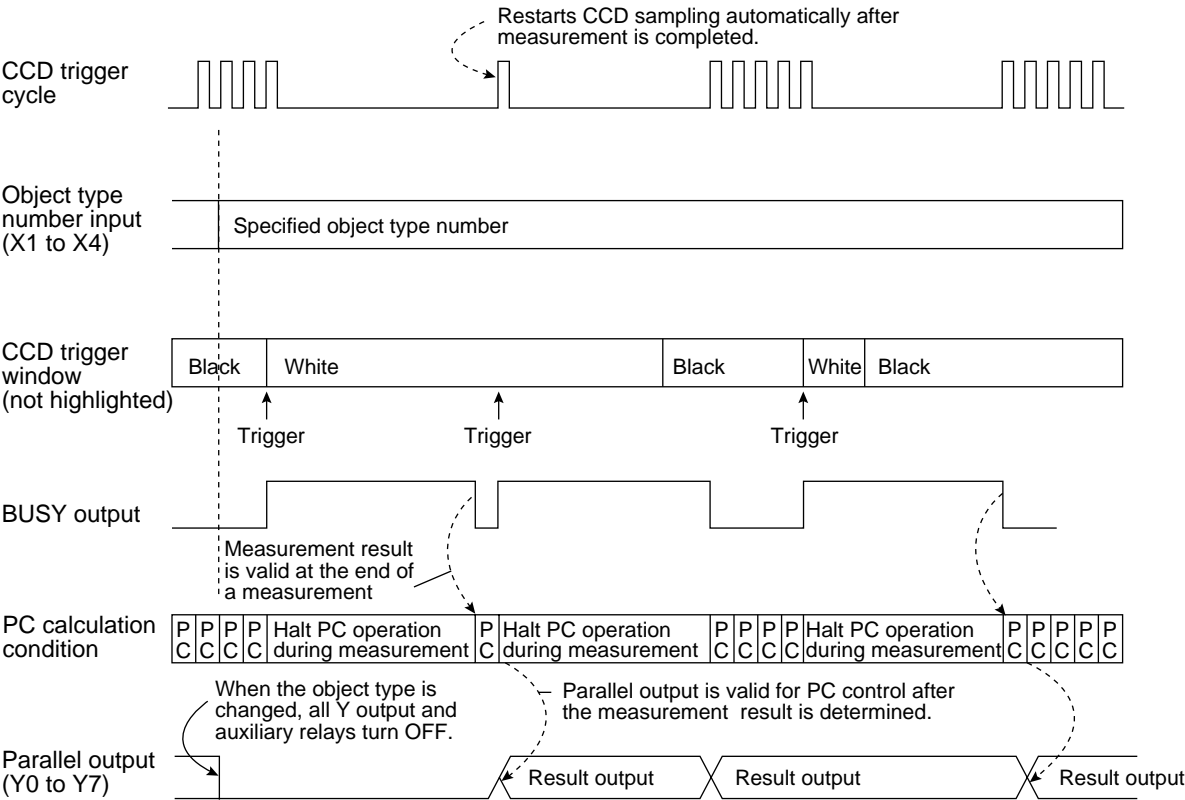 Restarts CCD sampling automatically after
measurement is completed.
CCD trigger
cycle
Object type
number input
(X1 to X4)
Specified object type number
CCD trigger
window
(not highlighted)
Black
White
Black
White
Black
Trigger
Trigger
Trigger
BUSY output
Measurement result
is valid at the end of
a measurement
PC calculation
condition
P P P P Halt PC operation P Halt PC operation P P P P Halt PC operation P P P P P
C C C C during measurement C during measurement C C C C during measurement C C C C C
When the object type is
changed, all Y output and
auxiliary relays turn OFF.
Parallel output is valid for PC control after
the measurement result is determined.
Parallel output
(Y0 to Y7)
Result output
Result output
Result output